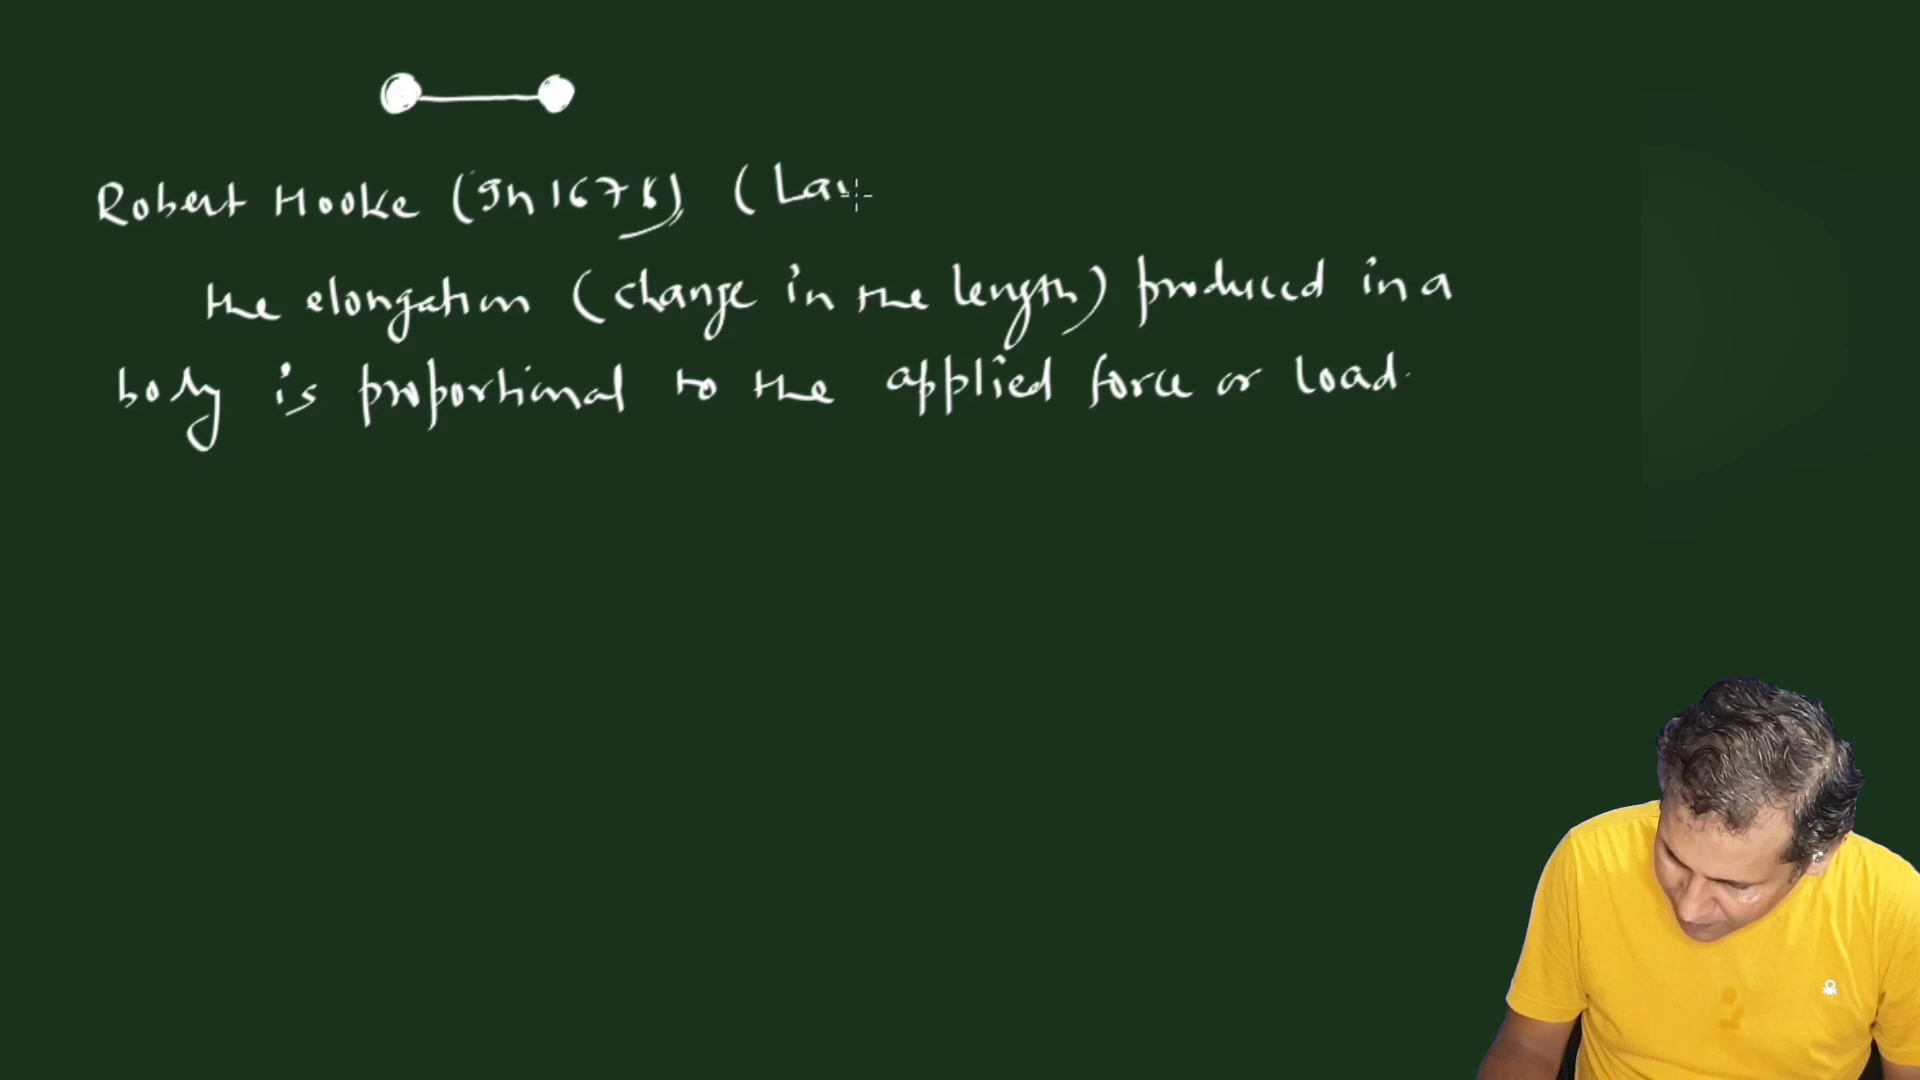 Robert Hooke (In 1676) (Law
the elongation (change in the length) produced in a
body is proportional to the applied force or load.